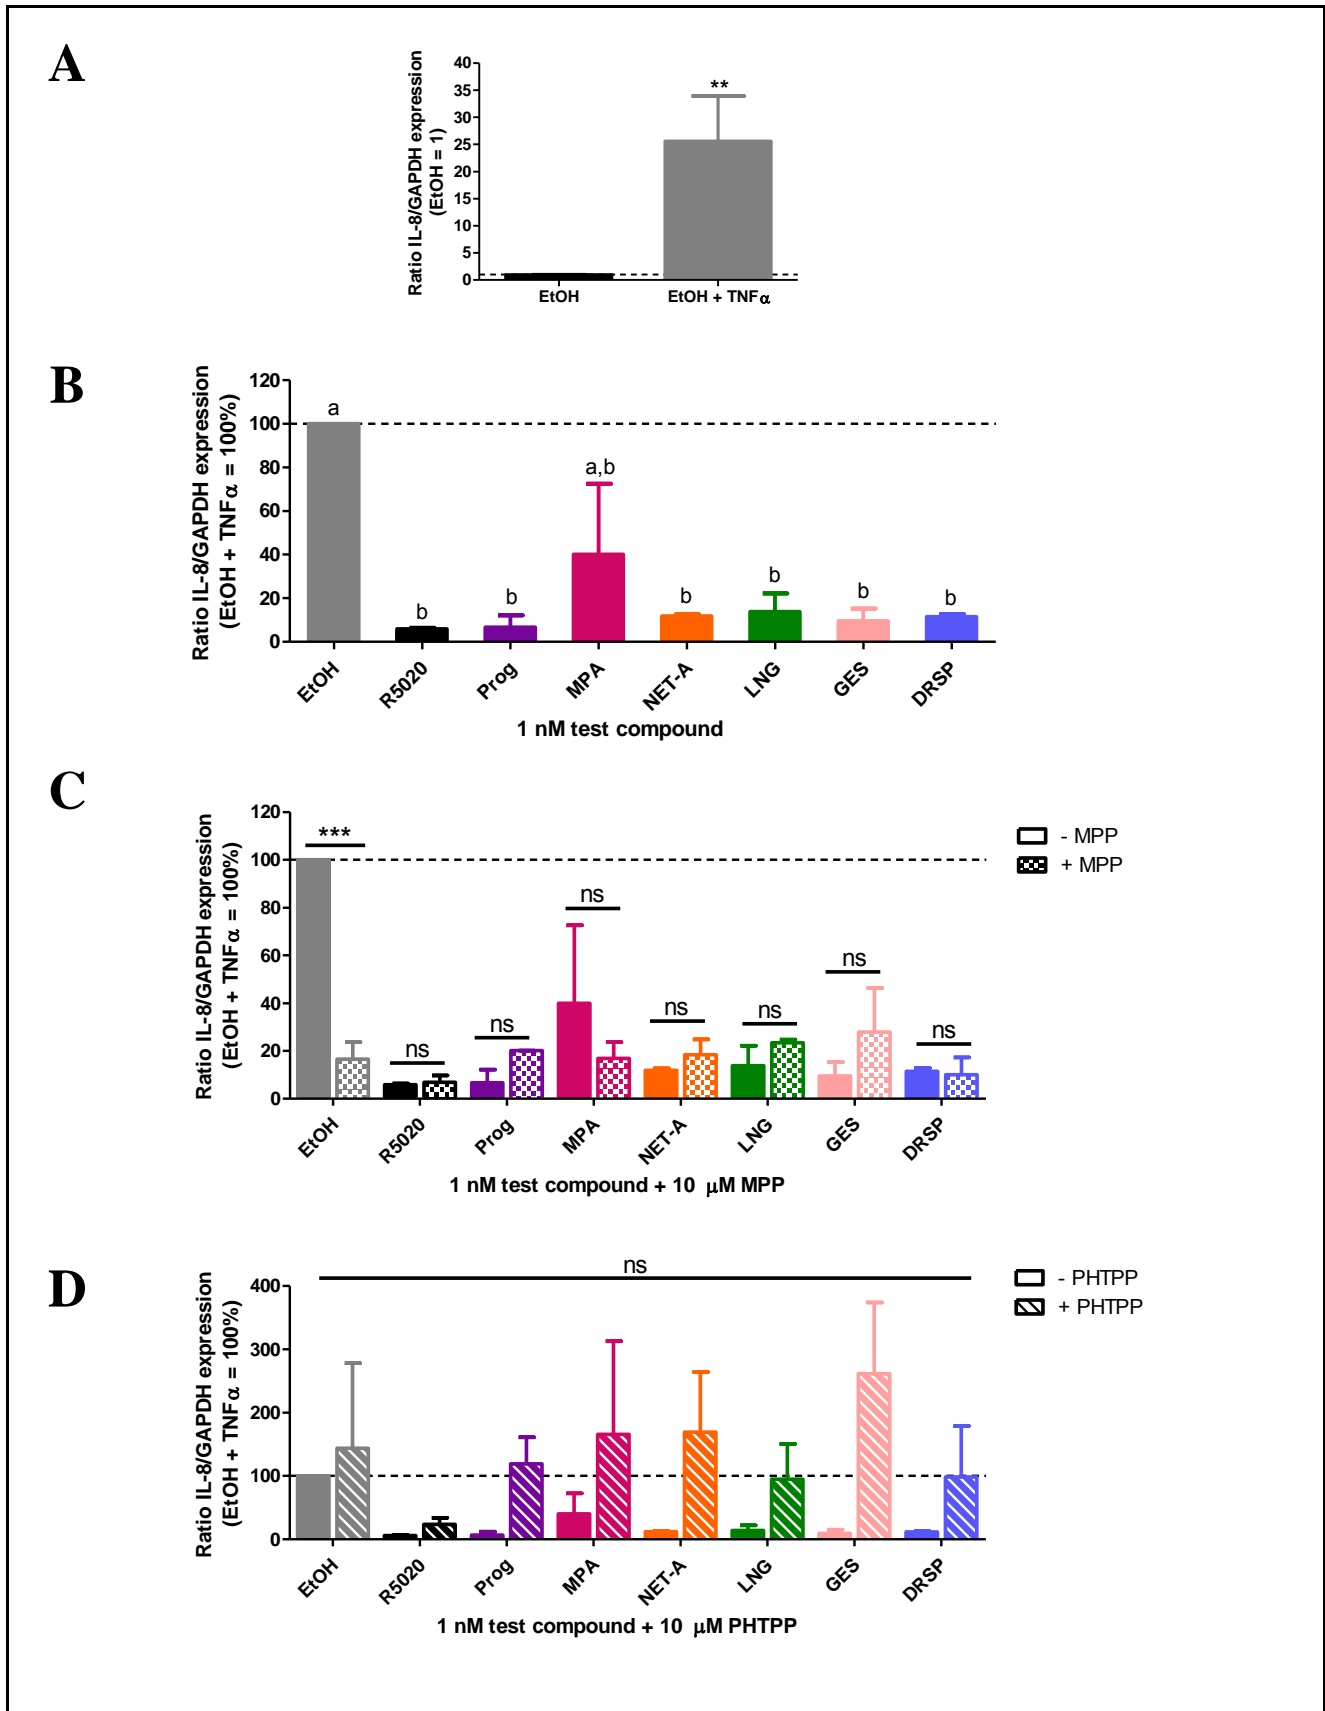 A
Ratio IL-8/GAPDH expression
(EtOH = 1)
40
35
30
25
20
15
10
5
0
**
EtOH
EtOH + TNFα
B
Ratio IL-8/GAPDH expression
(EtOH + TNFα = 100%)
120
100
80
60
40
20
0
a
b
b
a,b
b
b
b
b
EtOH
R5020
Prog
MPA
NET-A
LNG
GES
DRSP
1 nM test compound
C
Ratio IL-8/GAPDH expression
(EtOH + TNFα = 100%)
120
100
80
60
40
20
0
***
ns
ns
ns
ns
ns
ns
ns
- MPP
+ MPP
EtOH
R5020
Prog
MPA
NET-A
LNG
GES
DRSP
1 nM test compound + 10 µM MPP
D
Ratio IL-8/GAPDH expression
(EtOH + TNFα = 100%)
400
300
200
100
0
ns
- PHTPP
+ PHTPP
EtOH
R5020
Prog
MPA
NET-A
LNG
GES
DRSP
1 nM test compound + 10 µM PHTPP